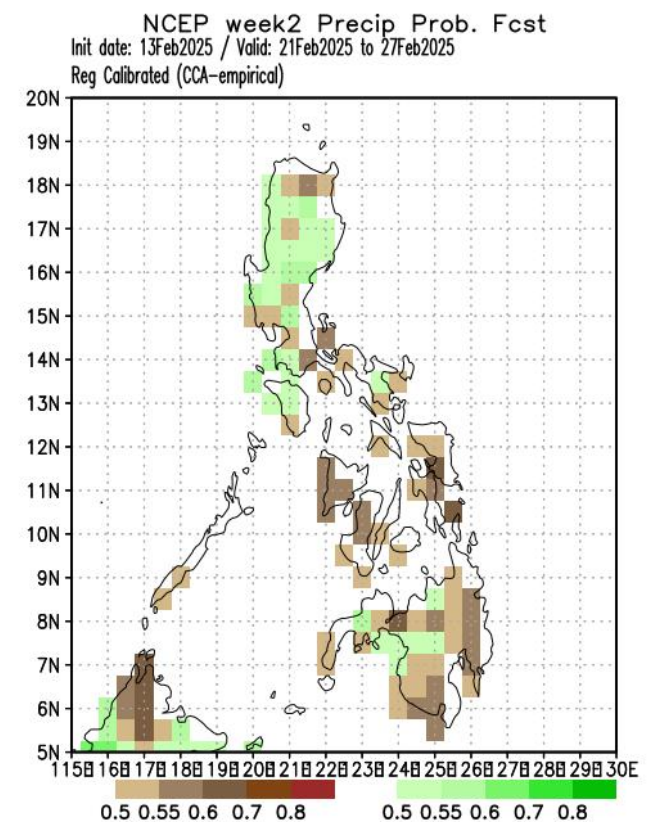 NCEP week2 Precip Prob. Fcst
Init date: 13Feb2025 / Valid: 21Feb2025 to 27Feb2025
Reg Calibrated (CCA-empirical)
20N
19N
18N
17N
16N
15N
14N
13N
12N
11N
10N
9N
8N
7N
6N
5N
115E 116E 117E 118E 119E 120E 121E 122E 123E 124E 125E 126E 127E 128E 129E 130E
0.5 0.55 0.6 0.7 0.8 0.5 0.55 0.6 0.7 0.8